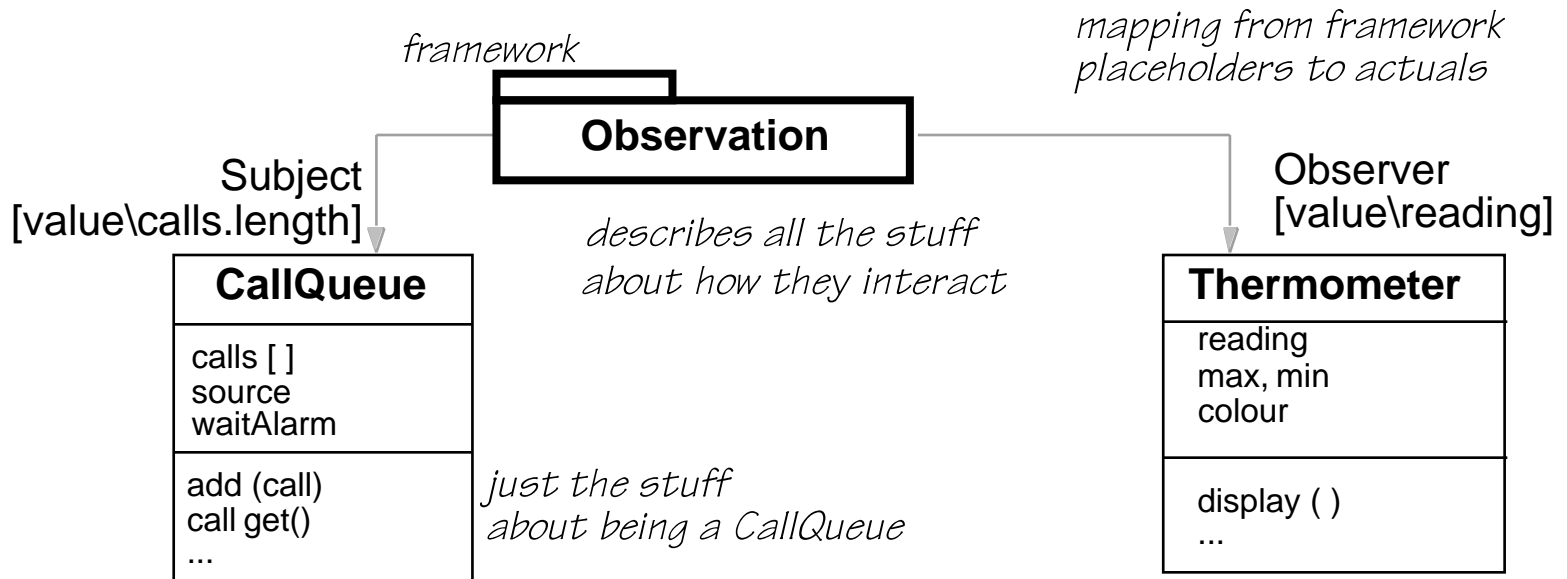 framework
mapping from framework
placeholders to actuals
Observation
Subject
[value\calls.length]
Observer
[value\reading]
describes all the stuff
about how they interact
CallQueue
calls [ ]
source
waitAlarm
add (call)
call get()
...
just the stuff
about being a CallQueue
Thermometer
reading
max, min
colour
display ( )
...